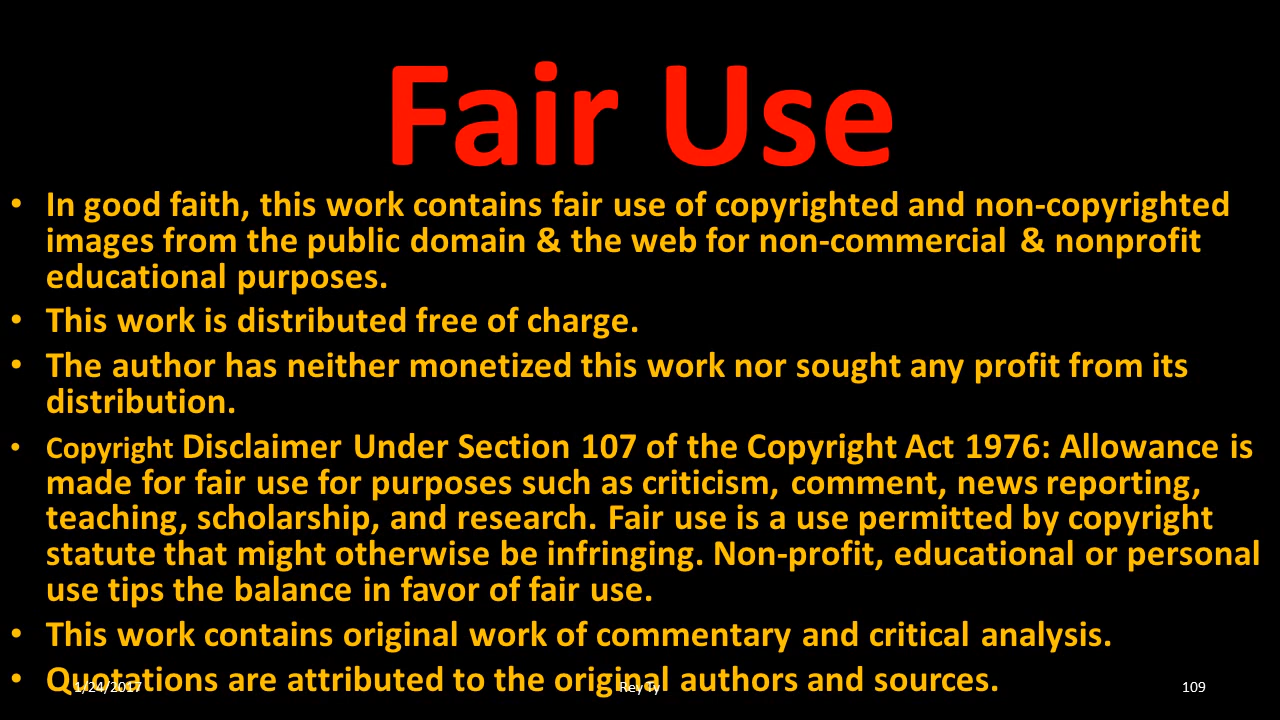 Fair Use
• In good faith, this work contains fair use of copyrighted and non-copyrighted
images from the public domain & the web for non-commercial & nonprofit
educational purposes.
• This work is distributed free of charge.
• The author has neither monetized this work nor sought any profit from its
distribution.
• Copyright Disclaimer Under Section 107 of the Copyright Act 1976: Allowance is
made for fair use for purposes such as criticism, comment, news reporting,
teaching, scholarship, and research. Fair use is a use permitted by copyright
statute that might otherwise be infringing. Non-profit, educational or personal
use tips the balance in favor of fair use.
• This work contains original work of commentary and critical analysis.
• Quotations are attributed to the original authors and sources.
1/24/2017 Rey Ty 109